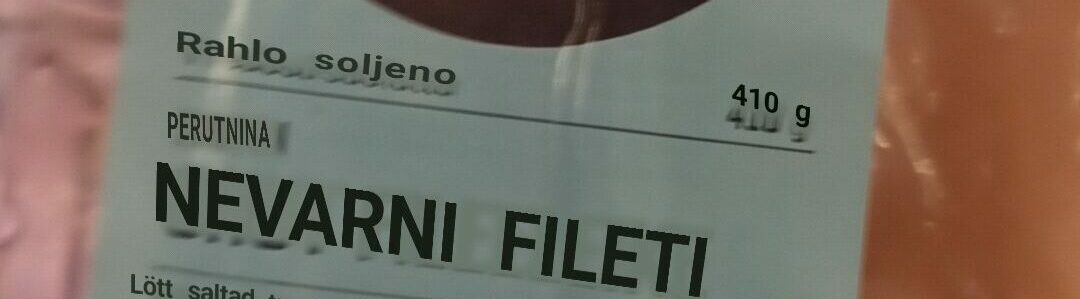 Rahlo soljeno
410 g
PERUTNINA
NEVARNI FILETI
Lött saltad